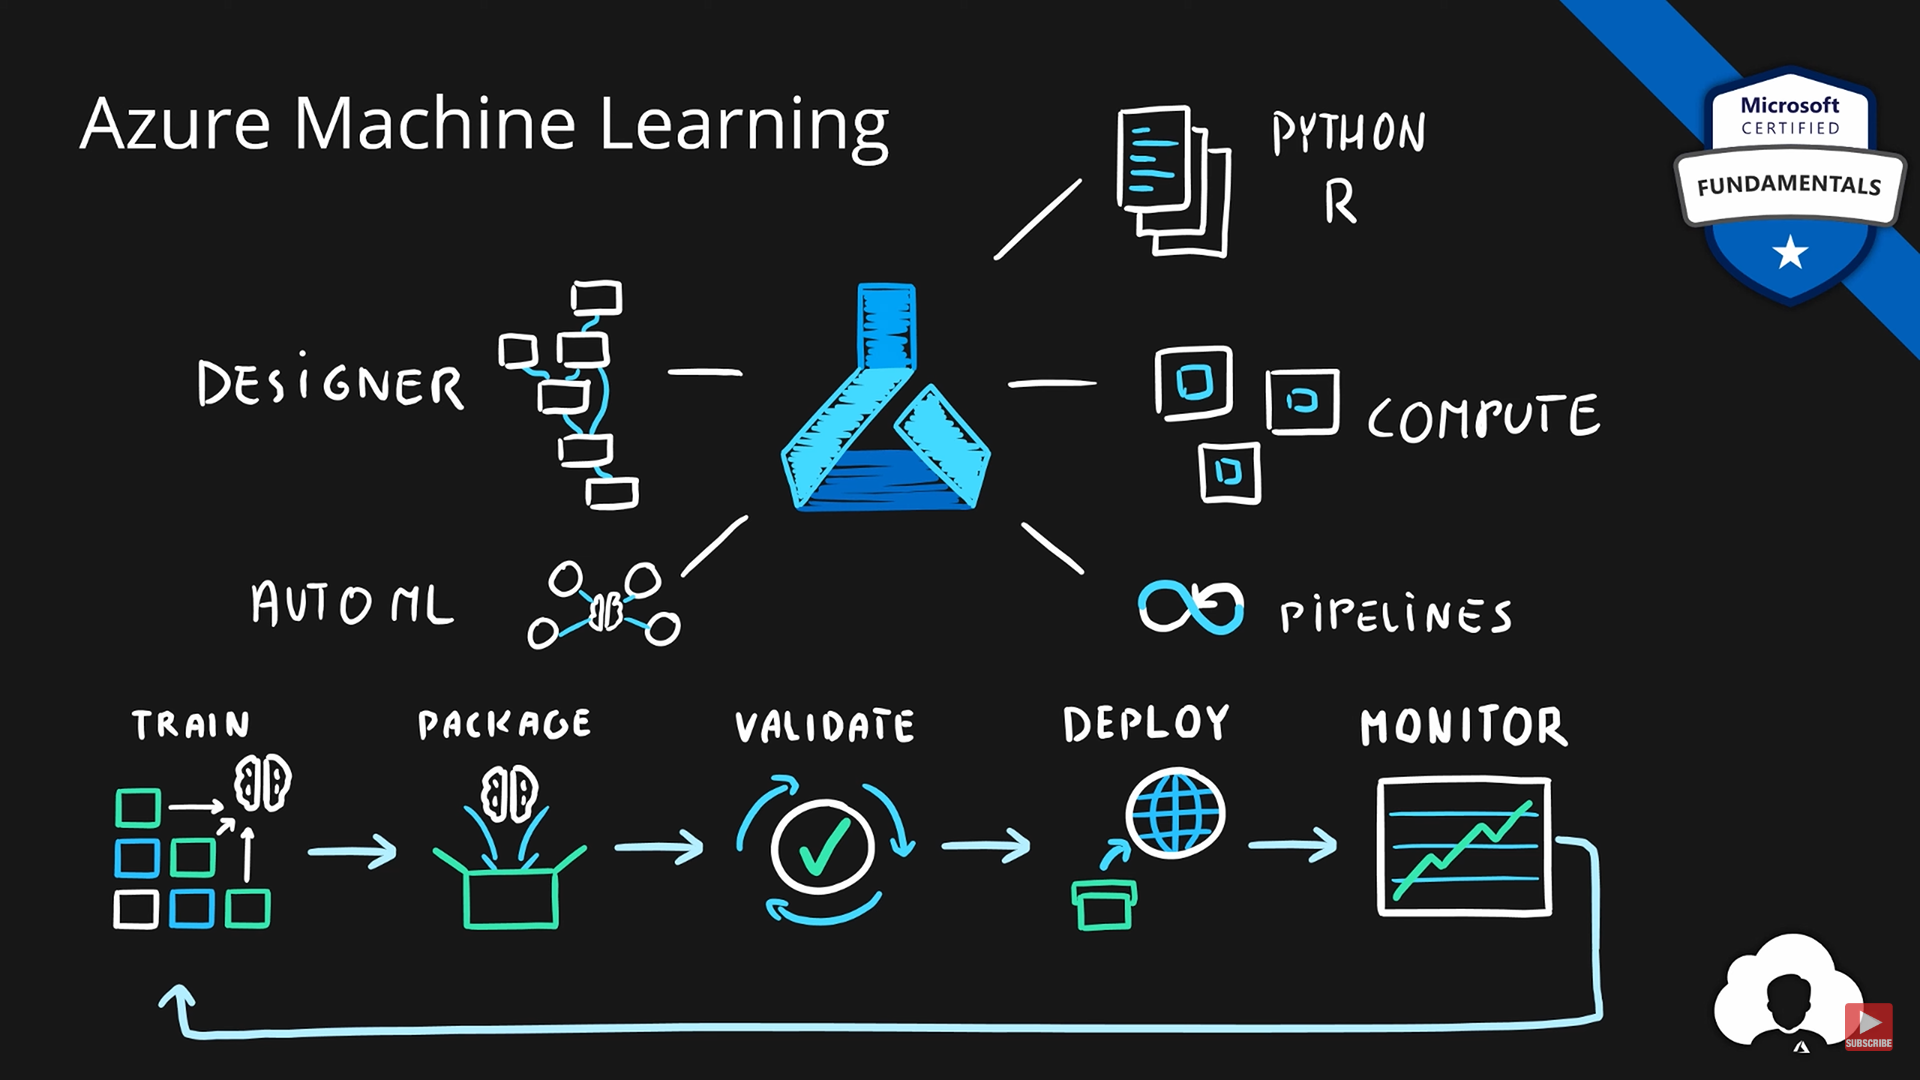 Azure Machine Learning
Microsoft
CERTIFIED
FUNDAMENTALS
PYTHON
R
DESiGNER
COMPUTE
AUTO ML
PIPELiNES
TRAIN
PACKAGE
VALIDATE
DEPLOY
MONITOR
SUBSCRIBE